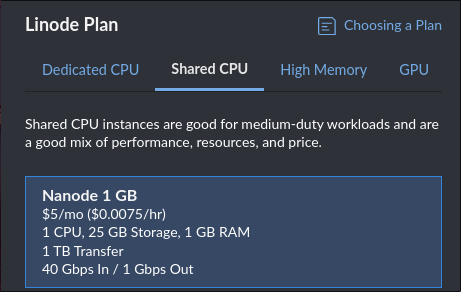 Linode Plan
Choosing a Plan
Dedicated CPU
Shared CPU
High Memory
GPU
Shared CPU instances are good for medium-duty workloads and are
a good mix of performance, resources, and price.
Nanode 1 GB
$5/mo ($0.0075/hr)
1 CPU, 25 GB Storage, 1 GB RAM
1 TB Transfer
40 Gbps In / 1 Gbps Out